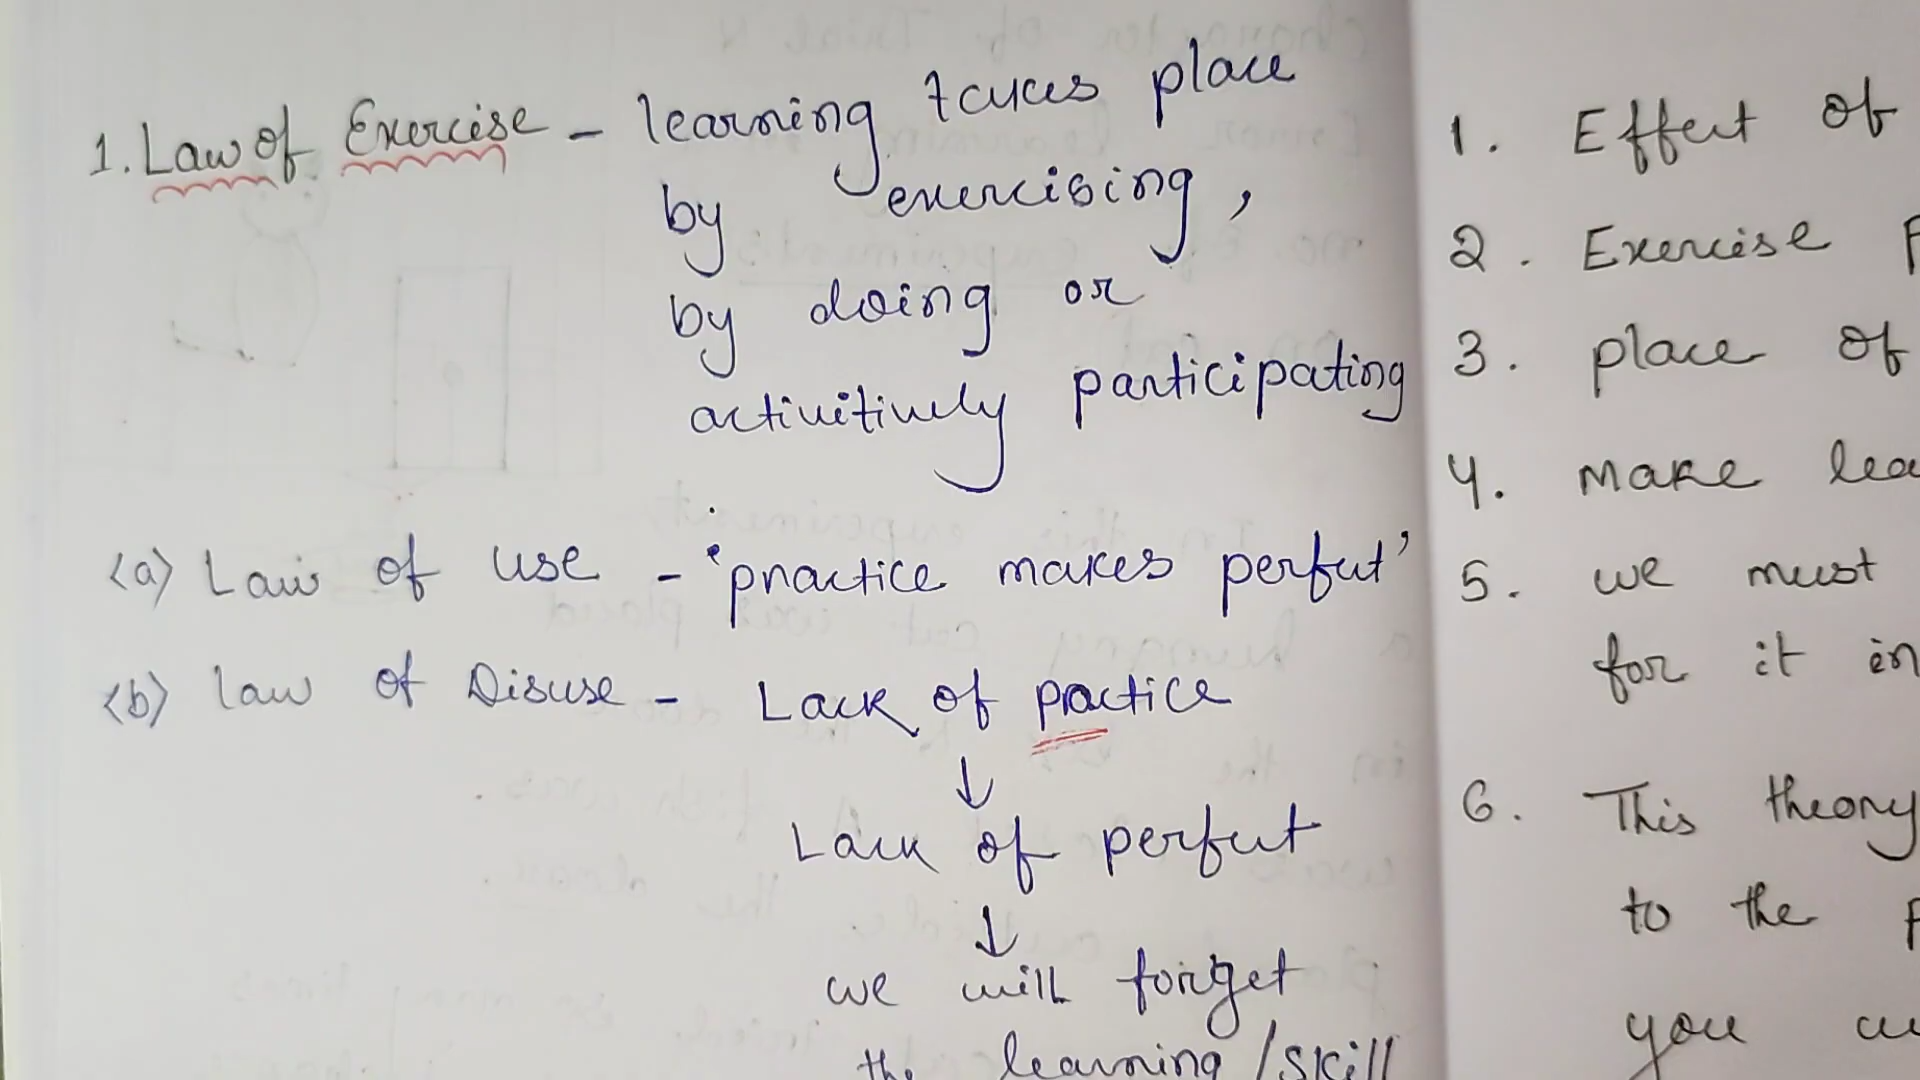 1. Law of Exercise - learning takes place
by exercising,
by doing or
activitively participating
(a) Law of use - 'practice makes perfect'
(b) Law of Disuse - Lack of practice
↓
Lack of perfect
↓
we will forget
the learning/skill
1. Effect of
2. Exercise
3. place of
4. Make lea
5. we must
for it in
6. This theory
to the
you